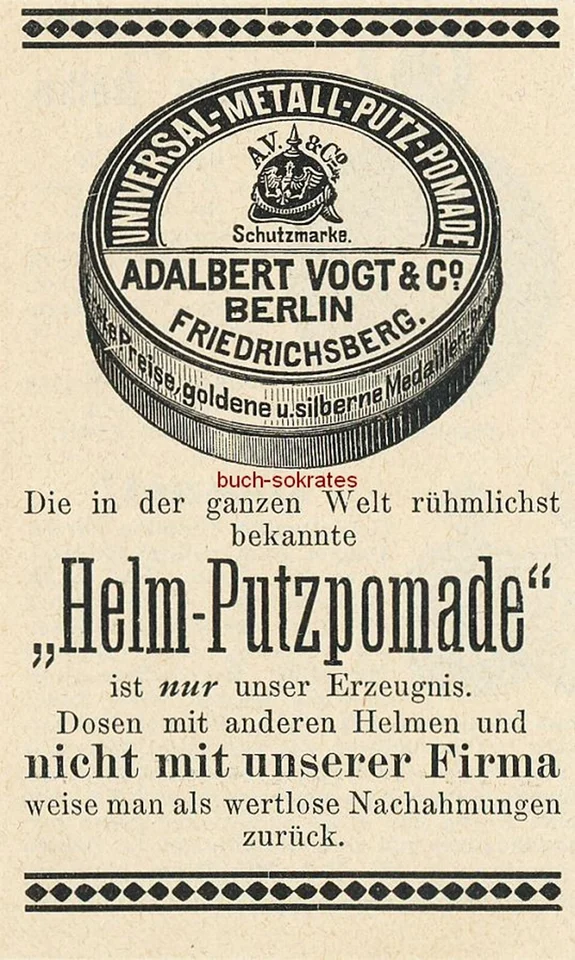 UNIVERSAL-METALL-PUTZ-POMADE
A.V. & Co
Schutzmarke.
ADALBERT VOGT & Co.
BERLIN
FRIEDRICHSBERG.
Preise, goldene u. silberne Medaillen
buch-sokrates
Die in der ganzen Welt rühmlichst
bekannte
„Helm-Putzpomade“
ist nur unser Erzeugnis.
Dosen mit anderen Helmen und
nicht mit unserer Firma
weise man als wertlose Nachahmungen
zurück.